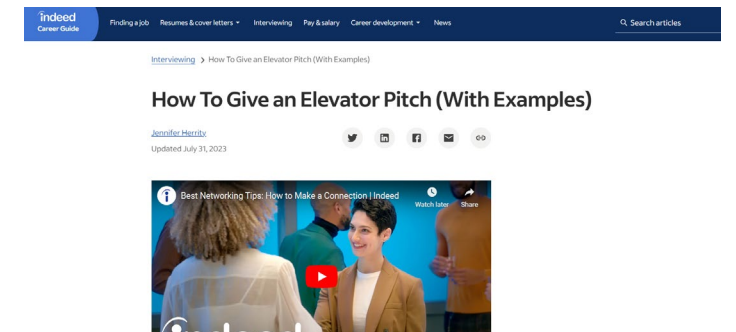 indeed
Career Guide
Finding a job Resumes & cover letters Interviewing Pay & salary Career development News
Search articles
Interviewing > How To Give an Elevator Pitch (With Examples)
How To Give an Elevator Pitch (With Examples)
Jennifer Herrity
Updated July 31, 2023
Best Networking Tips: How to Make a Connection | Indeed
Watch later Share
indeed